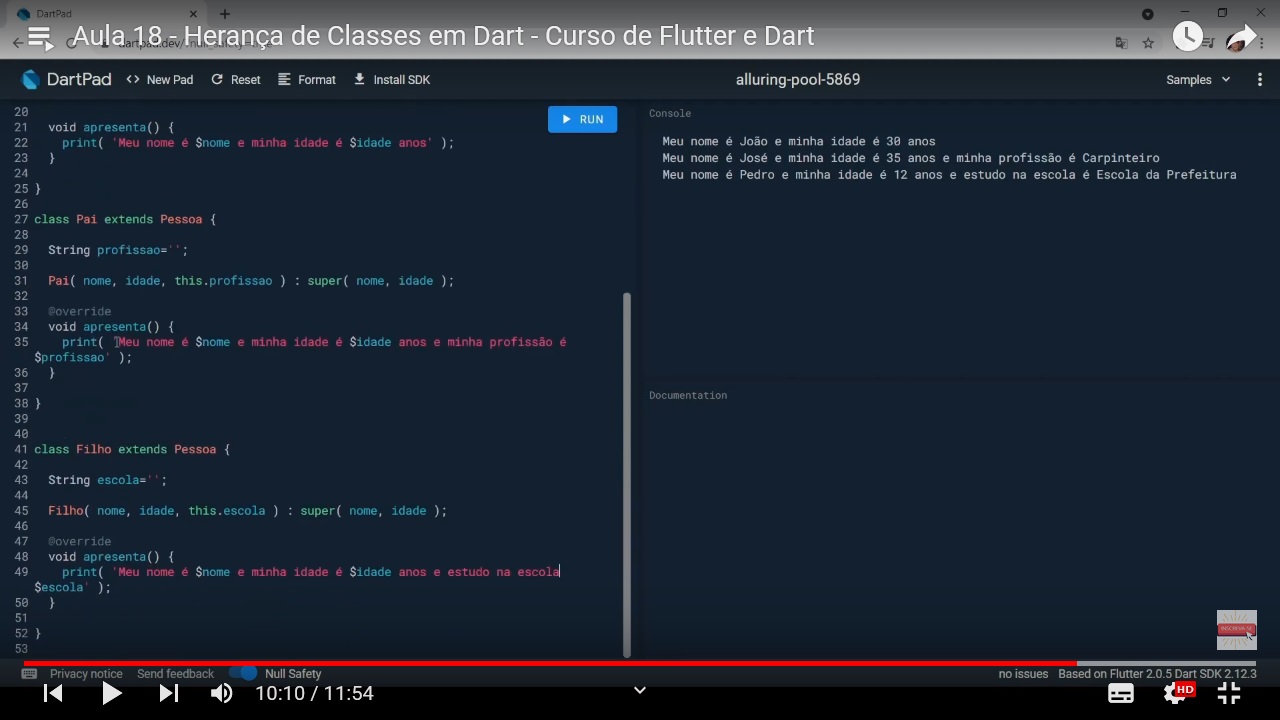 DartPad
Aula 18 - Herança de Classes em Dart - Curso de Flutter e Dart
DartPad
New Pad
Reset
Format
Install SDK
alluring-pool-5869
Samples
RUN
20
21 void apresenta() {
22 print( 'Meu nome é $nome e minha idade é $idade anos' );
23 }
24
25 }
26
27 class Pai extends Pessoa {
28
29 String profissao='';
30
31 Pai( nome, idade, this.profissao ) : super( nome, idade );
32
33 @override
34 void apresenta() {
35 print( 'Meu nome é $nome e minha idade é $idade anos e minha profissão é
$profissao' );
36 }
37
38 }
39
40
41 class Filho extends Pessoa {
42
43 String escola='';
44
45 Filho( nome, idade, this.escola ) : super( nome, idade );
46
47 @override
48 void apresenta() {
49 print( 'Meu nome é $nome e minha idade é $idade anos e estudo na escola
$escola' );
50 }
51
52 }
53
Console
Meu nome é João e minha idade é 30 anos
Meu nome é José e minha idade é 35 anos e minha profissão é Carpinteiro
Meu nome é Pedro e minha idade é 12 anos e estudo na escola é Escola da Prefeitura
Documentation
INSCREVA-SE
Privacy notice
Send feedback
Null Safety
no issues
Based on Flutter 2.0.5 Dart SDK 2.12.3
10:10 / 11:54
HD